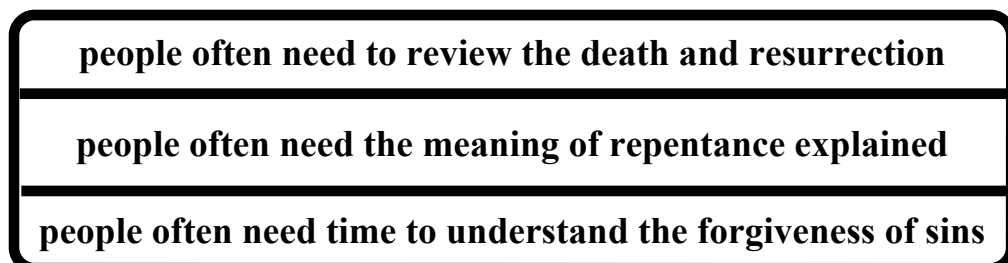 people often need to review the death and resurrection
people often need the meaning of repentance explained
people often need time to understand the forgiveness of sins